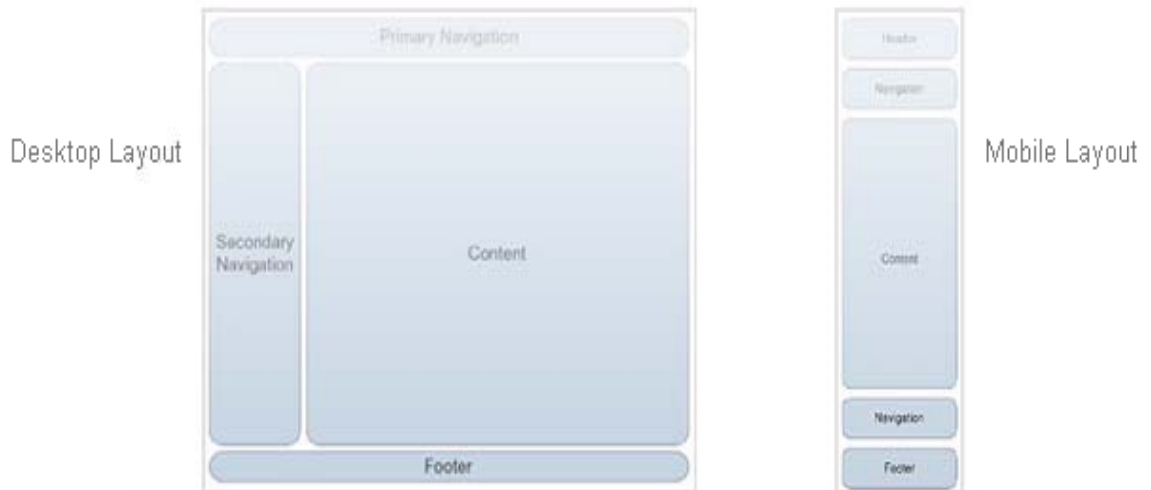 Desktop Layout
Primary Navigation
Secondary
Navigation
Content
Footer
Header
Navigation
Content
Navigation
Footer
Mobile Layout